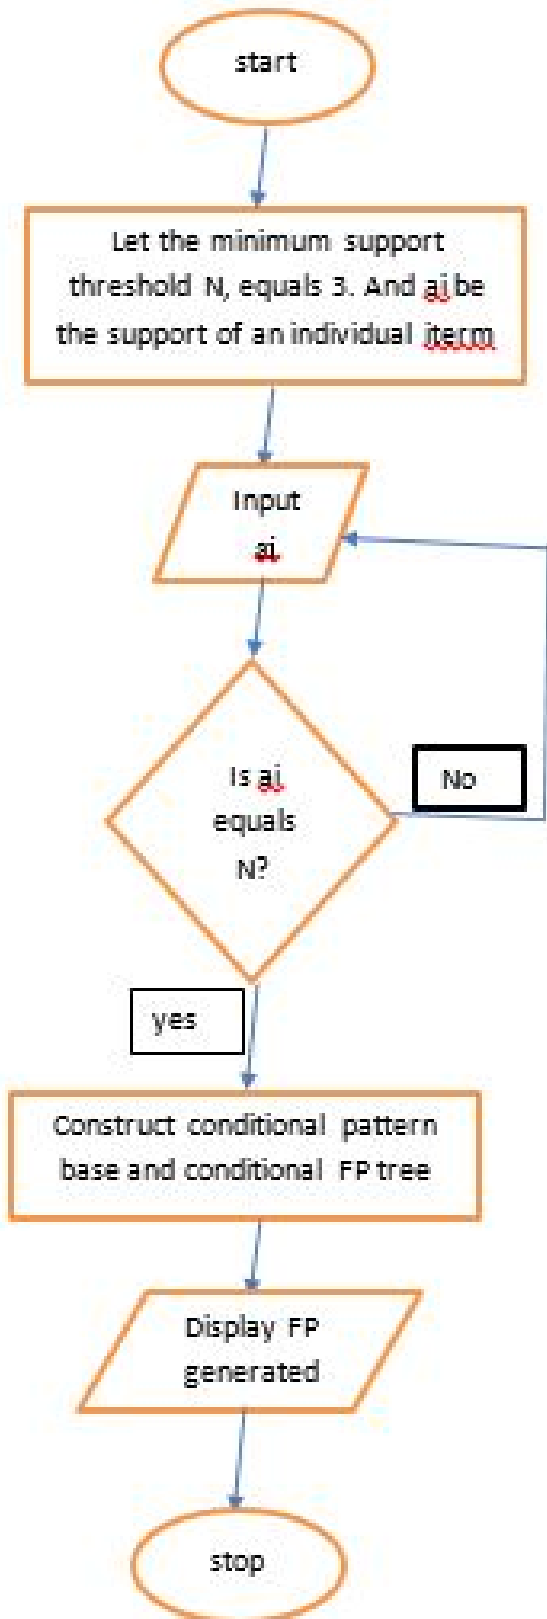 start
Let the minimum support
threshold N, equals 3. And ai be
the support of an individual iterm
Input
ai
Is ai
equals
N?
No
yes
Construct conditional pattern
base and conditional FP tree
Display FP
generated
stop